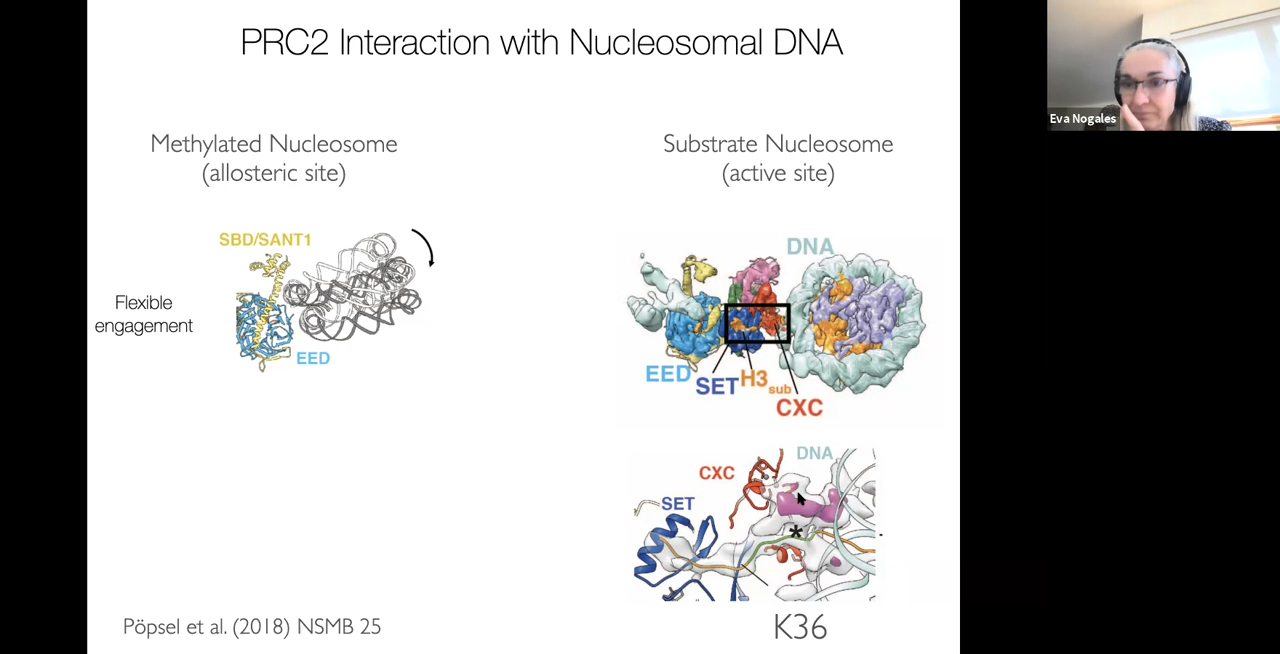 PRC2 Interaction with Nucleosomal DNA
Eva Nogales
Methylated Nucleosome
(allosteric site)
Substrate Nucleosome
(active site)
SBD/SANT1
Flexible
engagement
EED
DNA
EED
SET
H3sub
CXC
DNA
CXC
SET
*
K36
Pöpsel et al. (2018) NSMB 25